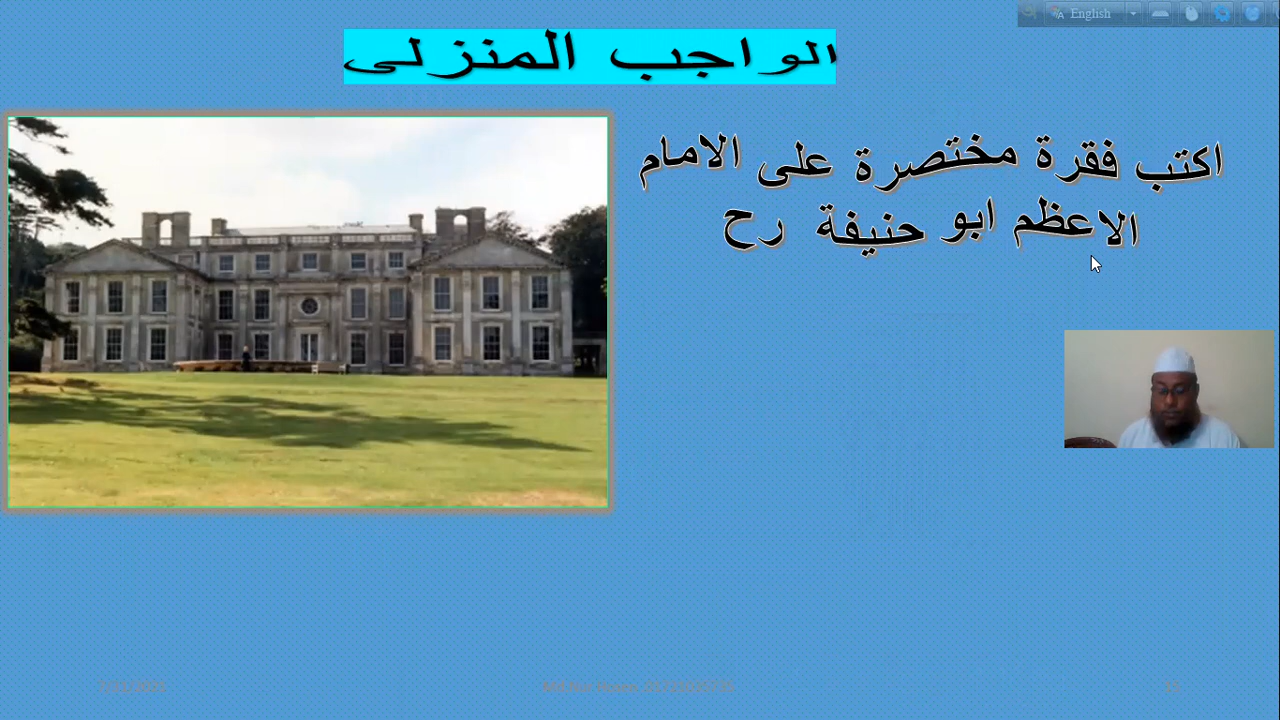 English
الواجب المنزلى
اكتب فقرة مختصرة على الامام
الاعظم ابو حنيفة رح